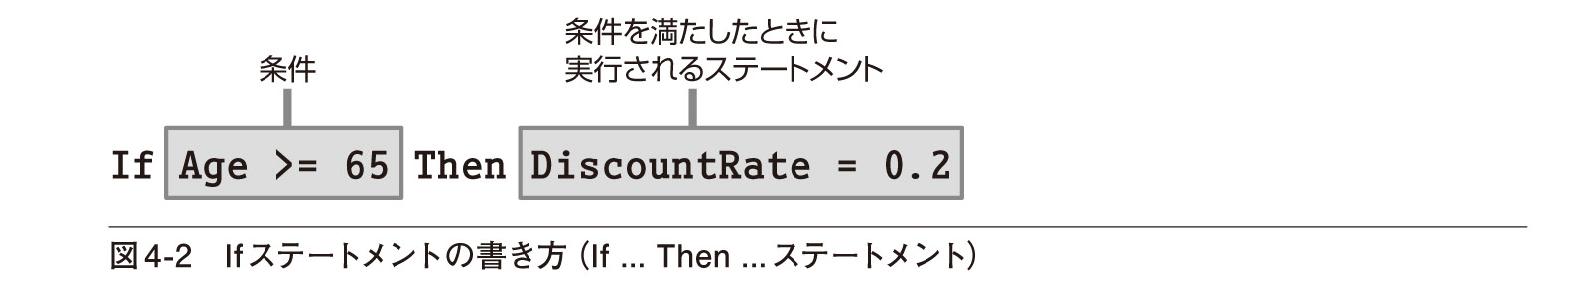 条件
条件を満たしたときに
実行されるステートメント
If Age >= 65 Then DiscountRate = 0.2
図4-2 Ifステートメントの書き方（If ... Then ...ステートメント）